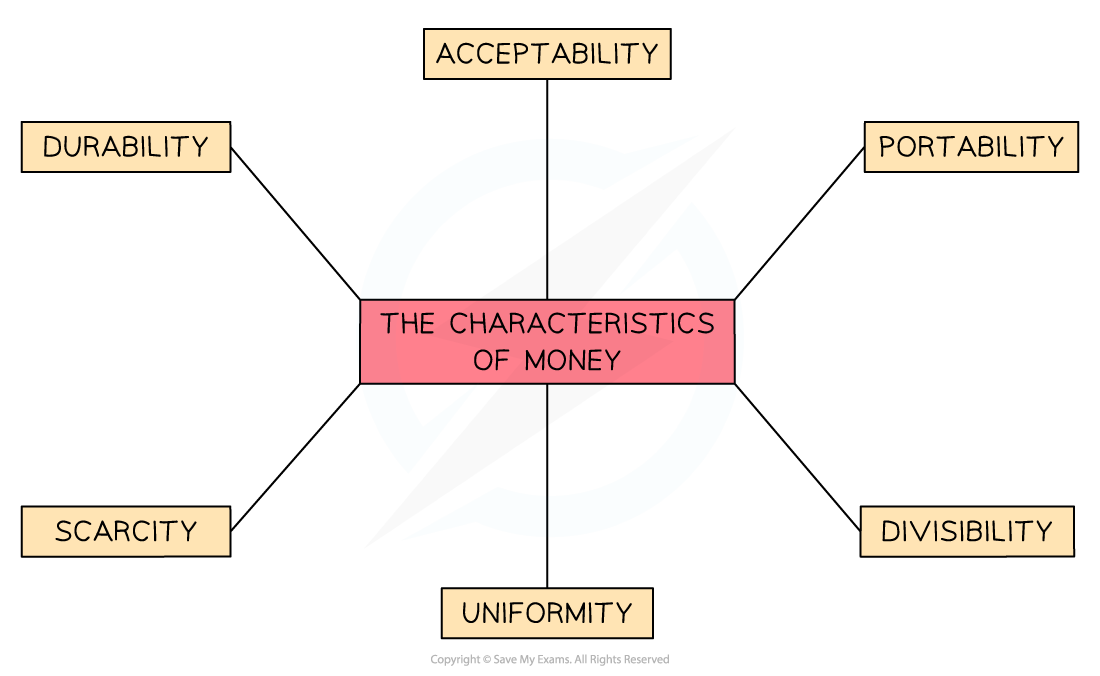 ACCEPTABILITY
DURABILITY
PORTABILITY
THE CHARACTERISTICS
OF MONEY
SCARCITY
DIVISIBILITY
UNIFORMITY
Copyright © Save My Exams. All Rights Reserved